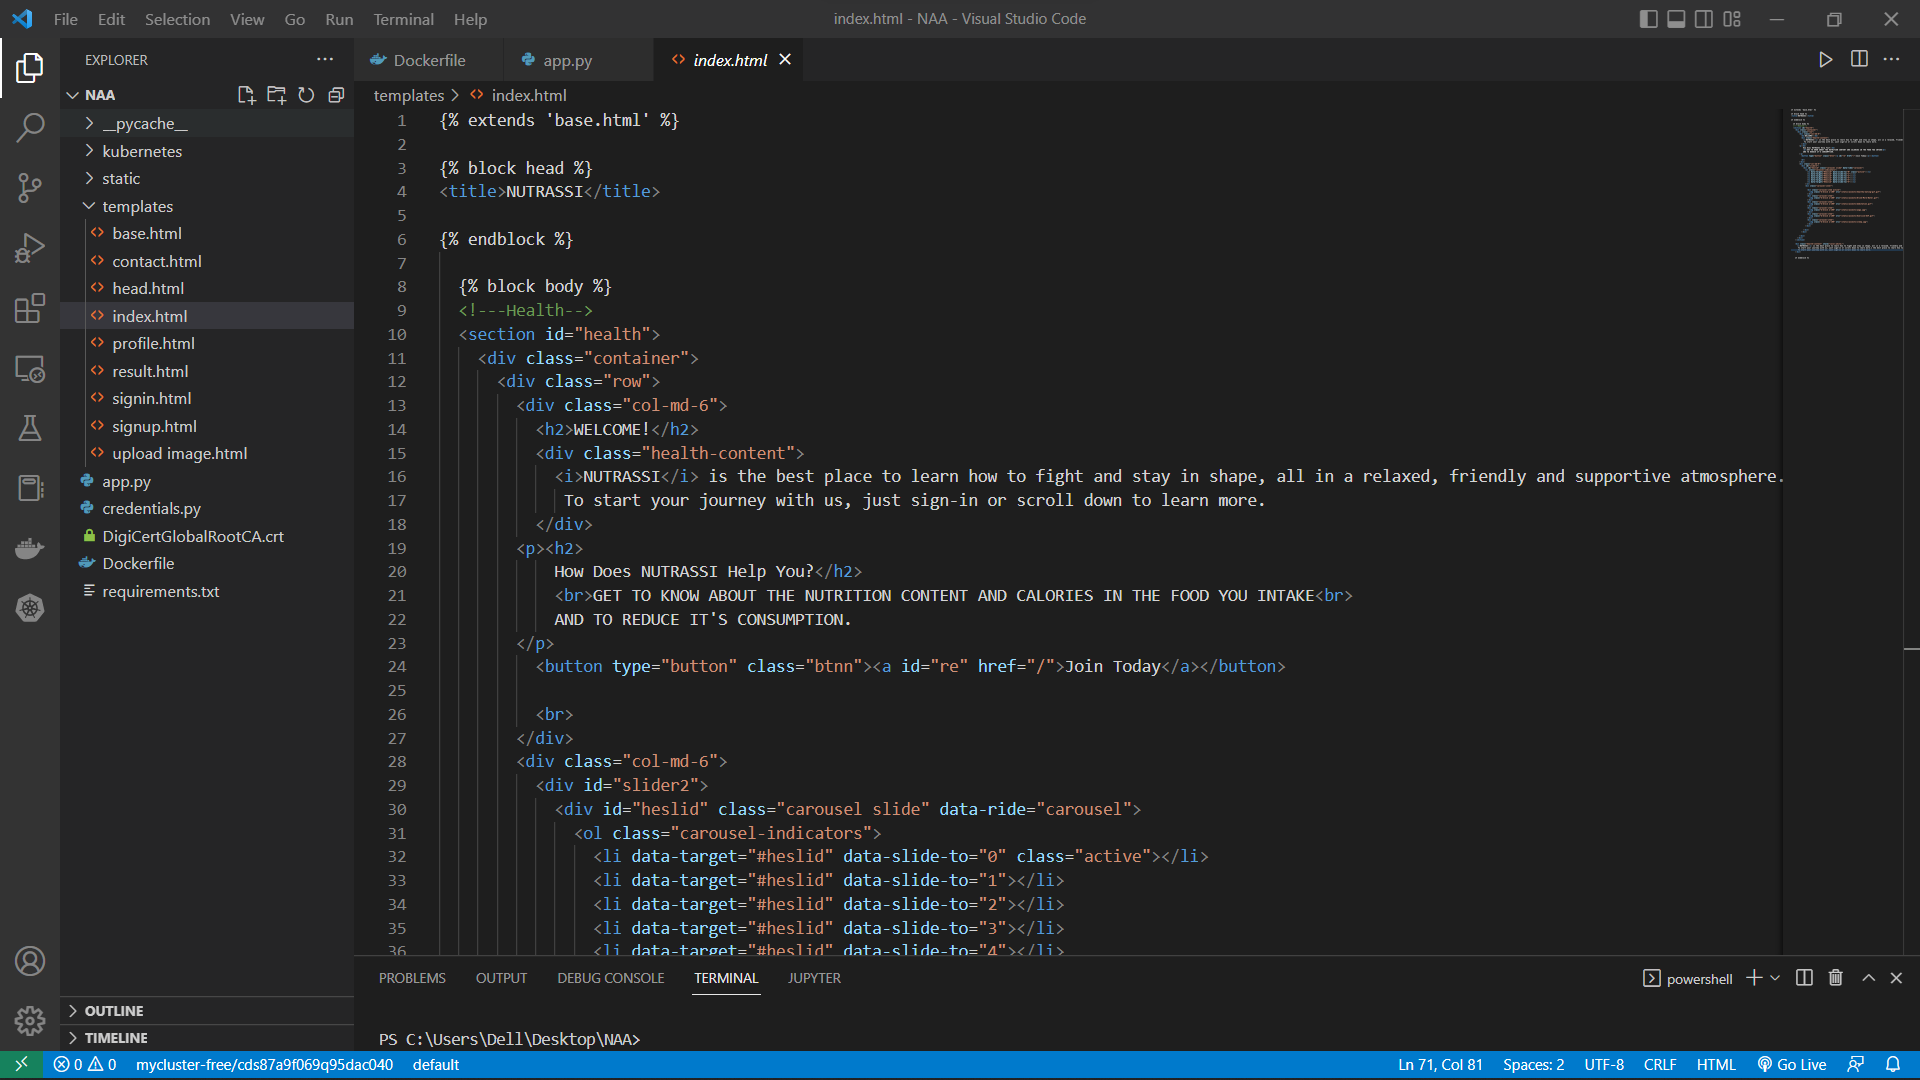 File Edit Selection View Go Run Terminal Help
index.html - NAA - Visual Studio Code
EXPLORER
NAA
__pycache__
kubernetes
static
templates
base.html
contact.html
head.html
index.html
profile.html
result.html
signin.html
signup.html
upload image.html
app.py
credentials.py
DigiCertGlobalRootCA.crt
Dockerfile
requirements.txt
OUTLINE
TIMELINE
Dockerfile app.py index.html
templates > index.html
1 {% extends 'base.html' %}
2
3 {% block head %}
4 <title>NUTRASSI</title>
5
6 {% endblock %}
7
8 {% block body %}
9 <!---Health-->
10 <section id="health">
11 <div class="container">
12 <div class="row">
13 <div class="col-md-6">
14 <h2>WELCOME!</h2>
15 <div class="health-content">
16 <i>NUTRASSI</i> is the best place to learn how to fight and stay in shape, all in a relaxed, friendly and supportive atmosphere.
17 To start your journey with us, just sign-in or scroll down to learn more.
18 </div>
19 <p><h2>
20 How Does NUTRASSI Help You?</h2>
21 <br>GET TO KNOW ABOUT THE NUTRITION CONTENT AND CALORIES IN THE FOOD YOU INTAKE<br>
22 AND TO REDUCE IT'S CONSUMPTION.
23 </p>
24 <button type="button" class="btnn"><a id="re" href="/">Join Today</a></button>
25
26 <br>
27 </div>
28 <div class="col-md-6">
29 <div id="slider2">
30 <div id="heslid" class="carousel slide" data-ride="carousel">
31 <ol class="carousel-indicators">
32 <li data-target="#heslid" data-slide-to="0" class="active"></li>
33 <li data-target="#heslid" data-slide-to="1"></li>
34 <li data-target="#heslid" data-slide-to="2"></li>
35 <li data-target="#heslid" data-slide-to="3"></li>
36 <li data-target="#heslid" data-slide-to="4"></li>
PROBLEMS OUTPUT DEBUG CONSOLE TERMINAL JUPYTER
powershell
PS C:\Users\Dell\Desktop\NAA>
0 0 mycluster-free/cds87a9f069q95dac040 default
Ln 71, Col 81 Spaces: 2 UTF-8 CRLF HTML Go Live